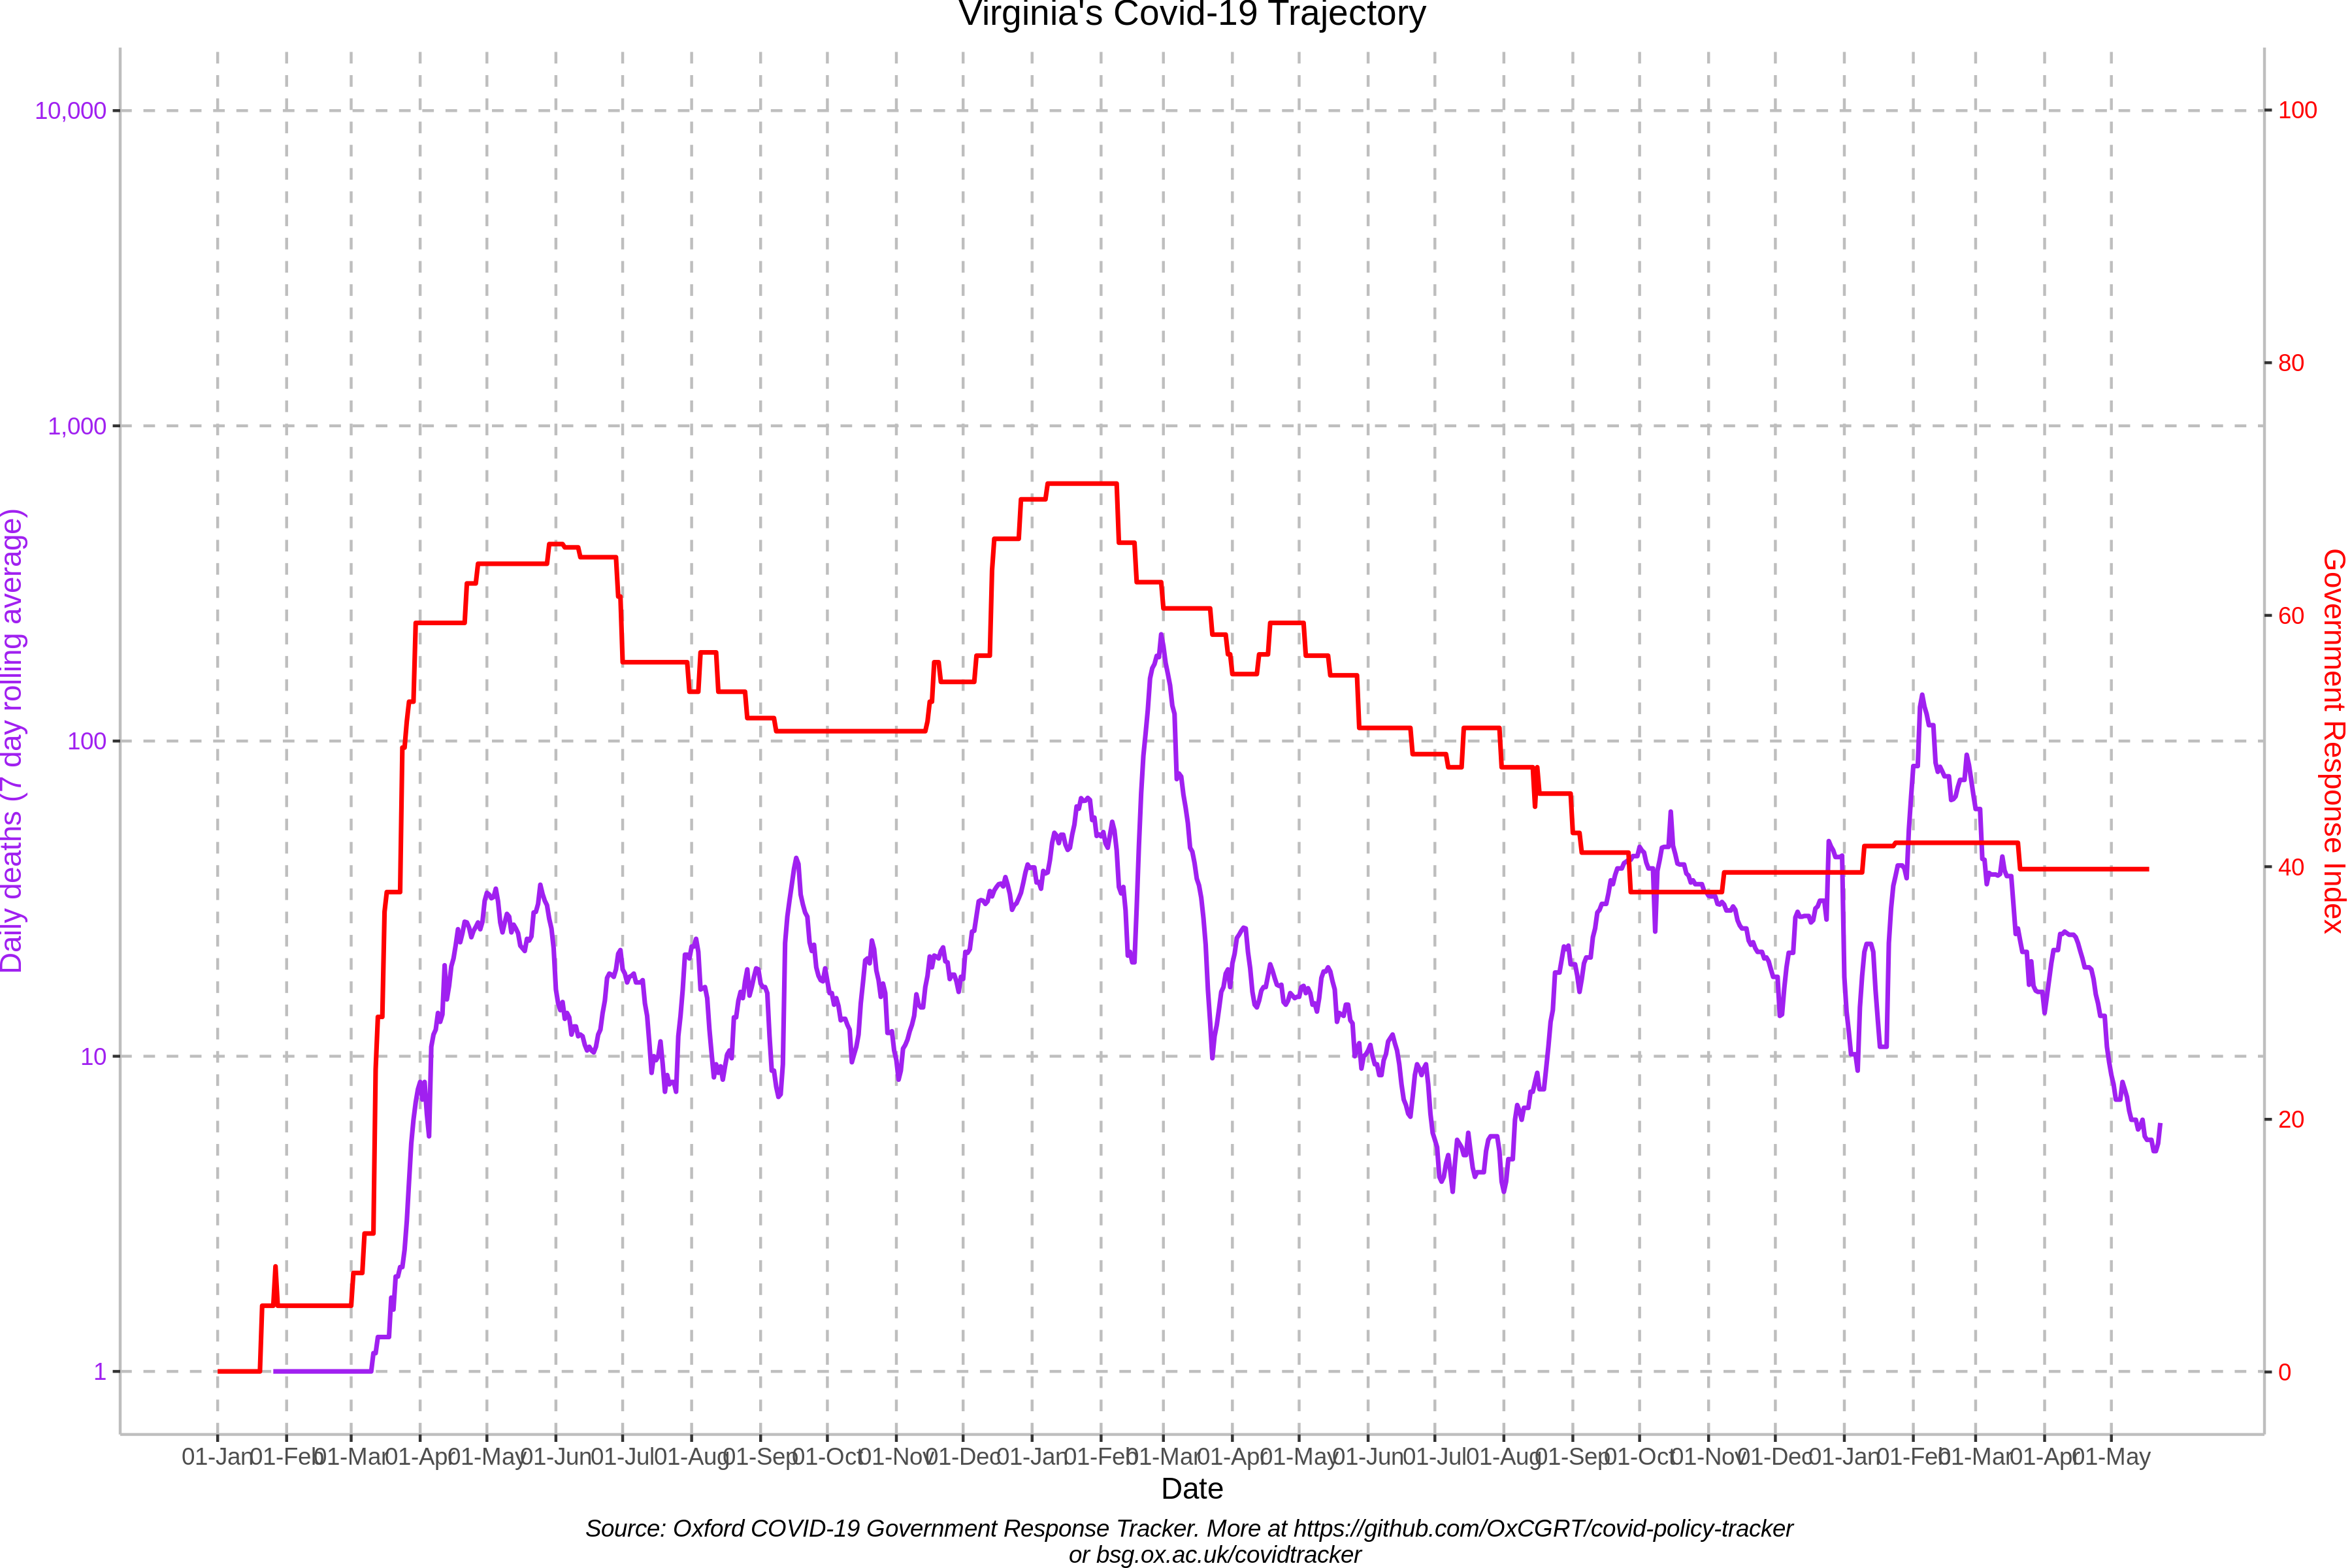 Virginia's Covid-19 Trajectory
10,000
1,000
100
10
1
Daily deaths (7 day rolling average)
100
80
60
40
20
0
Government Response Index
01-Jan 01-Feb 01-Mar 01-Apr 01-May 01-Jun 01-Jul 01-Aug 01-Sep 01-Oct 01-Nov 01-Dec 01-Jan 01-Feb 01-Mar 01-Apr 01-May 01-Jun 01-Jul 01-Aug 01-Sep 01-Oct 01-Nov 01-Dec 01-Jan 01-Feb 01-Mar 01-Apr 01-May
Date
Source: Oxford COVID-19 Government Response Tracker. More at https://github.com/OxCGRT/covid-policy-tracker
or bsg.ox.ac.uk/covidtracker